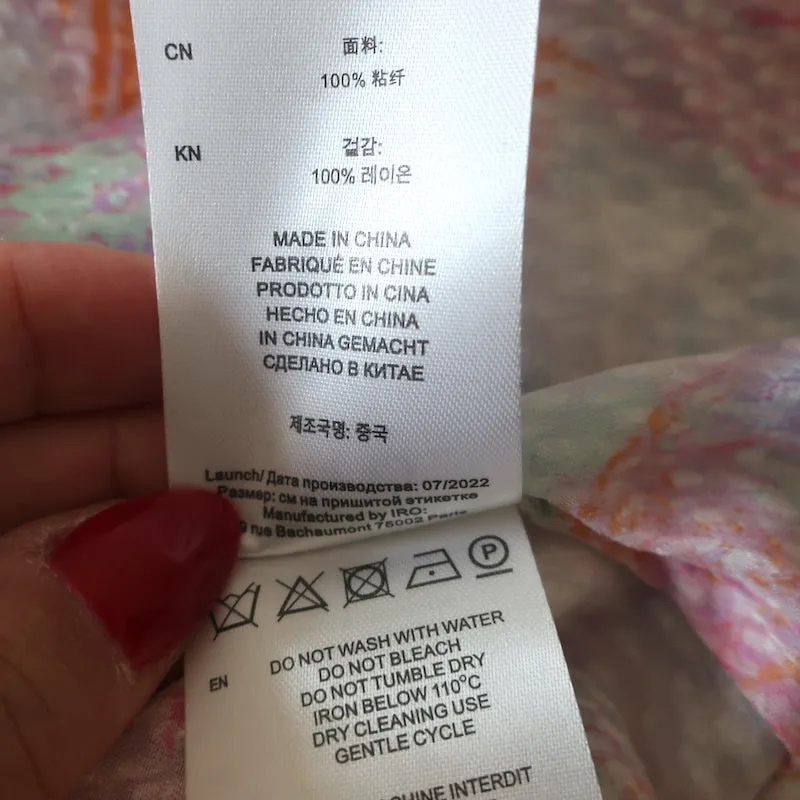 CN
面料:
100% 粘纤
KN
겉감:
100% 레이온
MADE IN CHINA
FABRIQUÉ EN CHINE
PRODOTTO IN CINA
HECHO EN CHINA
IN CHINA GEMACHT
СДЕЛАНО В КИТАЕ
제조국명: 중국
Launch/ Дата производства: 07/2022
Размер: см на пришитой этикетке
Manufactured by IRO:
9 rue Bachaumont 75002 Paris
P
EN
DO NOT WASH WITH WATER
DO NOT BLEACH
DO NOT TUMBLE DRY
IRON BELOW 110°C
DRY CLEANING USE
GENTLE CYCLE
INTERDIT